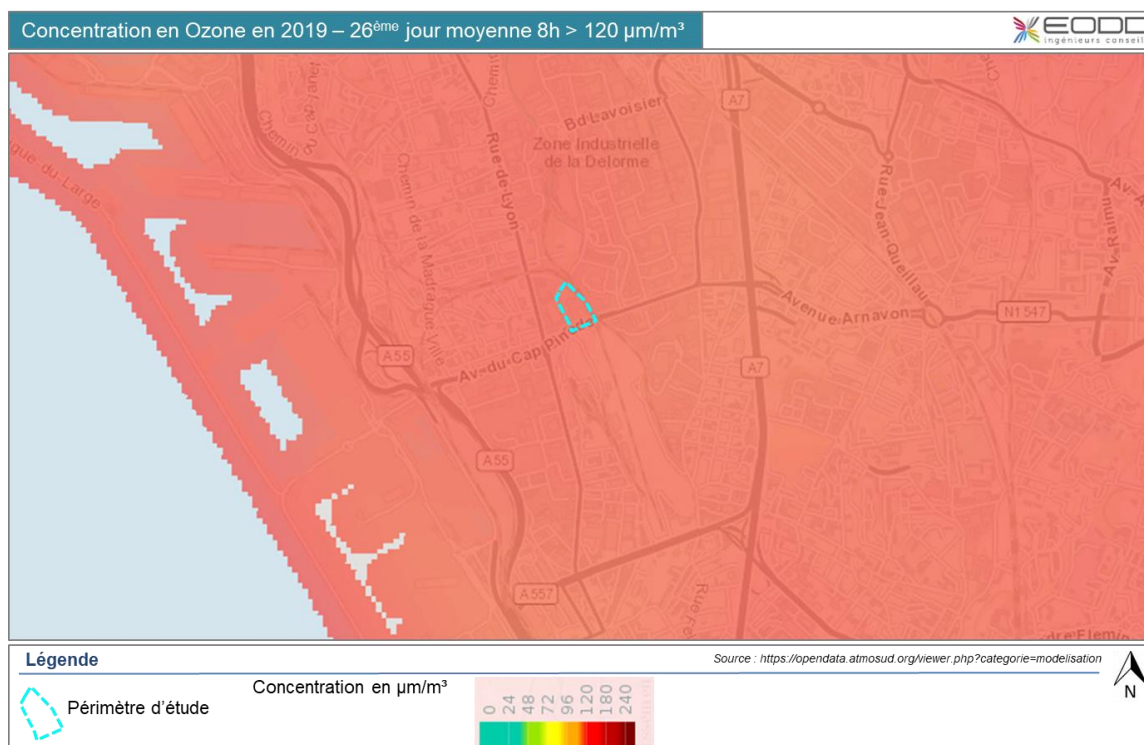 Concentration en Ozone en 2019 – 26ème jour moyenne 8h > 120 µm/m³
EODD
ingénieurs conseil
Chemin du Cap Janet
Bd Lavoisier
A7
Zone Industrielle
de la Delorme
Rue de Lyon
Chemin de la Madrague Ville
Rue Jean Queillau
Av. Raimu
Avenue Arnavon
N1547
Av. du Cap Pinède
A55
A7
A55
A557
Légende
Source : https://opendata.atmosud.org/viewer.php?categorie=modelisation
Périmètre d'étude
Concentration en µm/m³
0
24
48
72
96
120
180
240
N